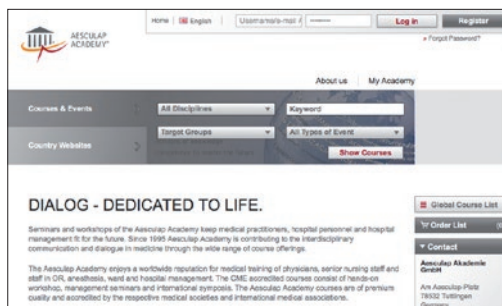 Home | English Username/e-mail Log in Register
AESCULAP
ACADEMY
» Forgot Password?
About us My Academy
Courses & Events All Disciplines Keyword
Target Groups All Types of Event
Country Websites
Show Courses
DIALOG - DEDICATED TO LIFE.
Global Course List
Seminars and workshops of the Aesculap Academy keep medical practitioners, hospital personnel and hospital
management fit for the future. Since 1995 Aesculap Academy is contributing to the interdisciplinary
communication and dialogue in medicine through the wide range of course offerings.
Order List
Contact
The Aesculap Academy enjoys a worldwide reputation for medical training of physicians, senior nursing staff and
staff in OR, anesthesia, ward and hospital management. The CME accredited courses consist of hands-on
workshop, management seminars and international symposia. The Aesculap Academy courses are of premium
quality and accredited by the respective medical societies and international medical associations.
Aesculap Akademie
GmbH
Am Aesculap-Platz
78532 Tuttlingen
Germany